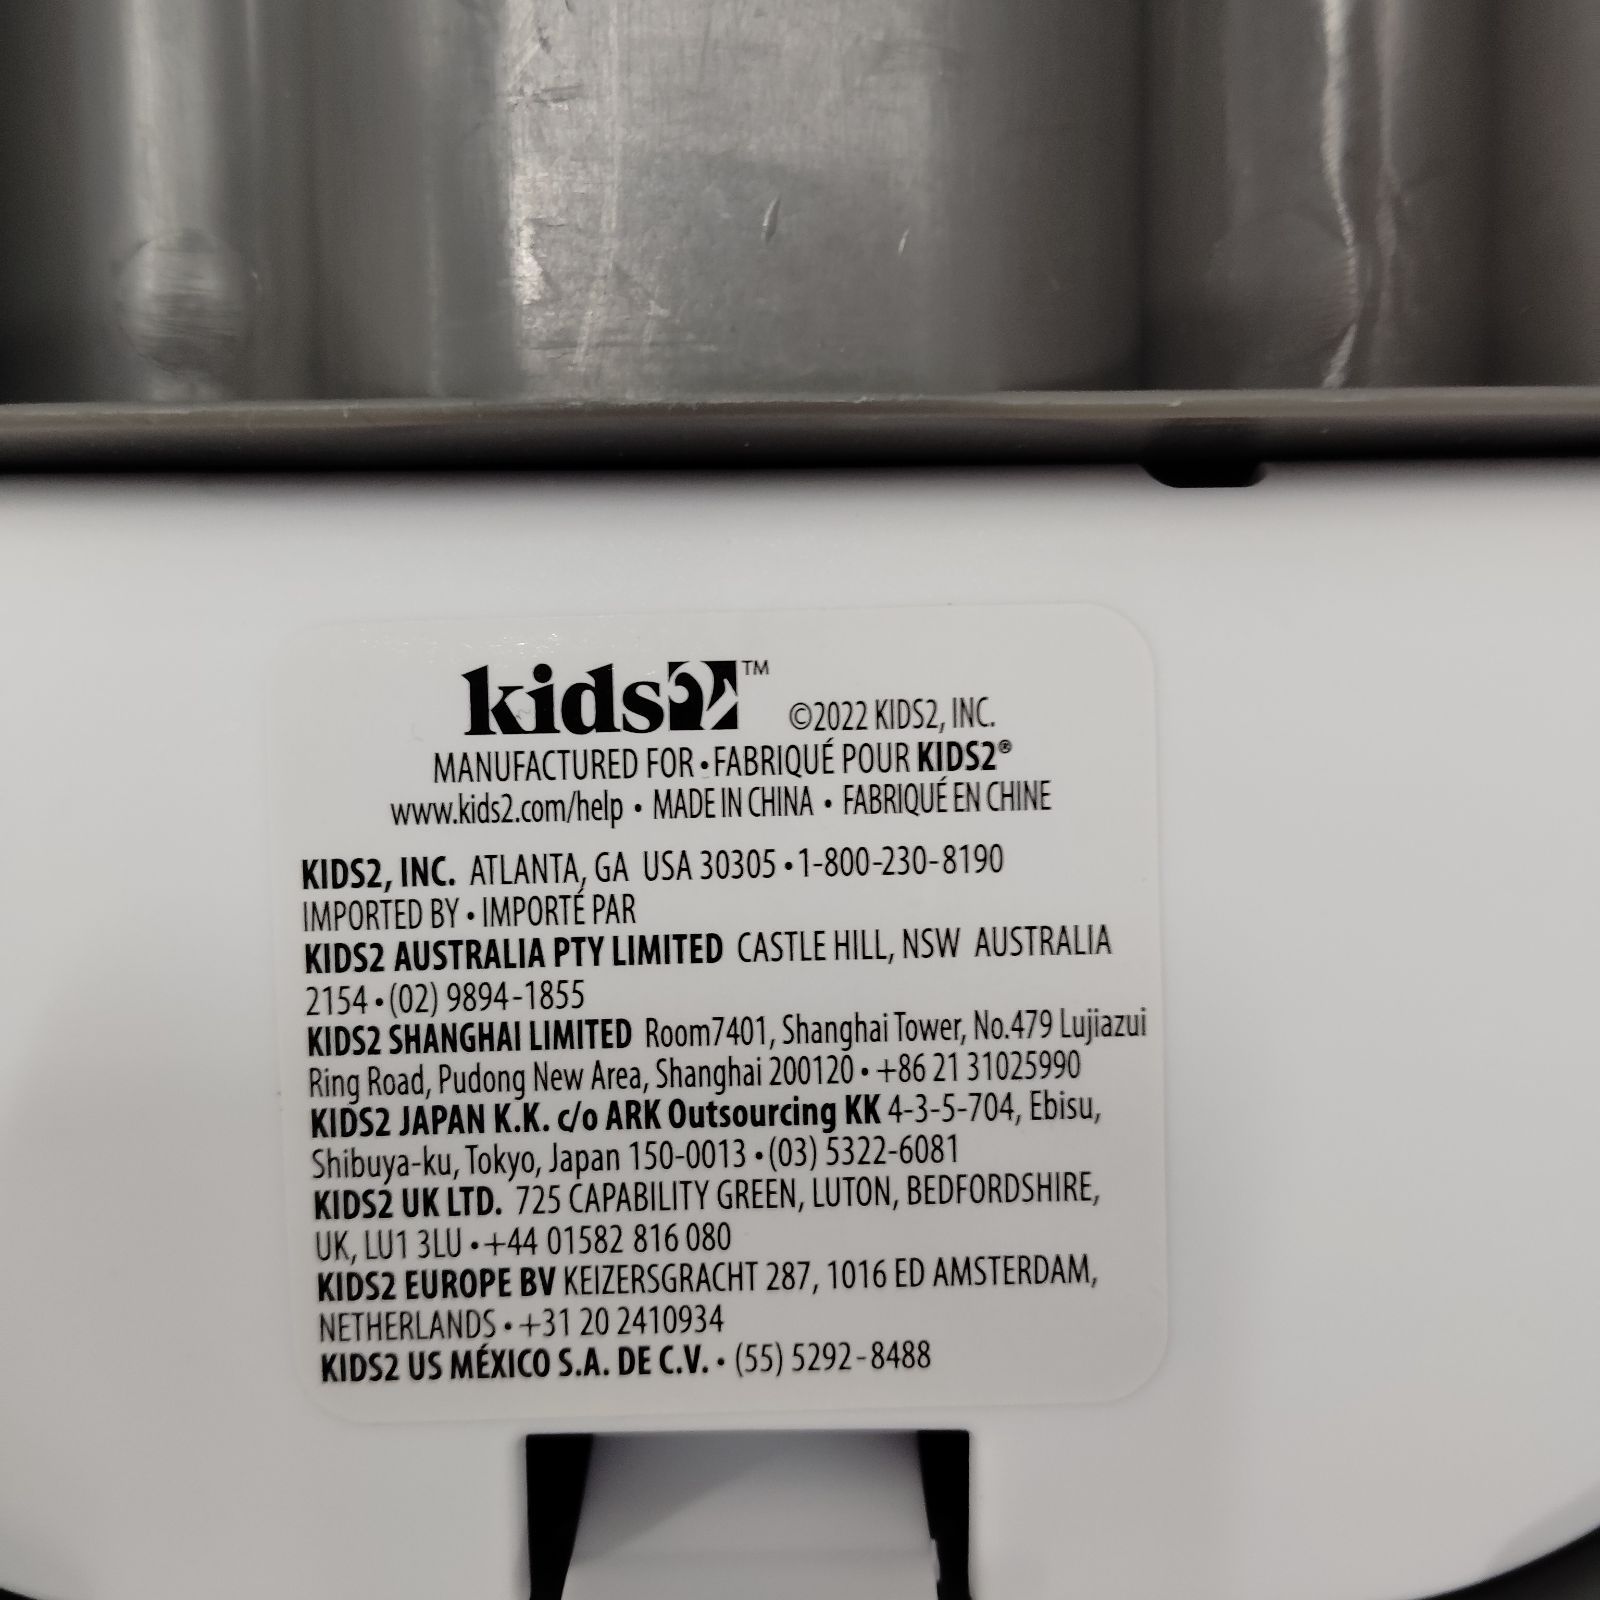 kids2™ ©2022 KIDS2, INC.
MANUFACTURED FOR • FABRIQUÉ POUR KIDS2®
www.kids2.com/help • MADE IN CHINA • FABRIQUÉ EN CHINE
KIDS2, INC. ATLANTA, GA USA 30305 • 1-800-230-8190
IMPORTED BY • IMPORTÉ PAR
KIDS2 AUSTRALIA PTY LIMITED CASTLE HILL, NSW AUSTRALIA
2154 • (02) 9894-1855
KIDS2 SHANGHAI LIMITED Room7401, Shanghai Tower, No.479 Lujiazui
Ring Road, Pudong New Area, Shanghai 200120 • +86 21 31025990
KIDS2 JAPAN K.K. c/o ARK Outsourcing KK 4-3-5-704, Ebisu,
Shibuya-ku, Tokyo, Japan 150-0013 • (03) 5322-6081
KIDS2 UK LTD. 725 CAPABILITY GREEN, LUTON, BEDFORDSHIRE,
UK, LU1 3LU • +44 01582 816 080
KIDS2 EUROPE BV KEIZERSGRACHT 287, 1016 ED AMSTERDAM,
NETHERLANDS • +31 20 2410934
KIDS2 US MÉXICO S.A. DE C.V. • (55) 5292-8488